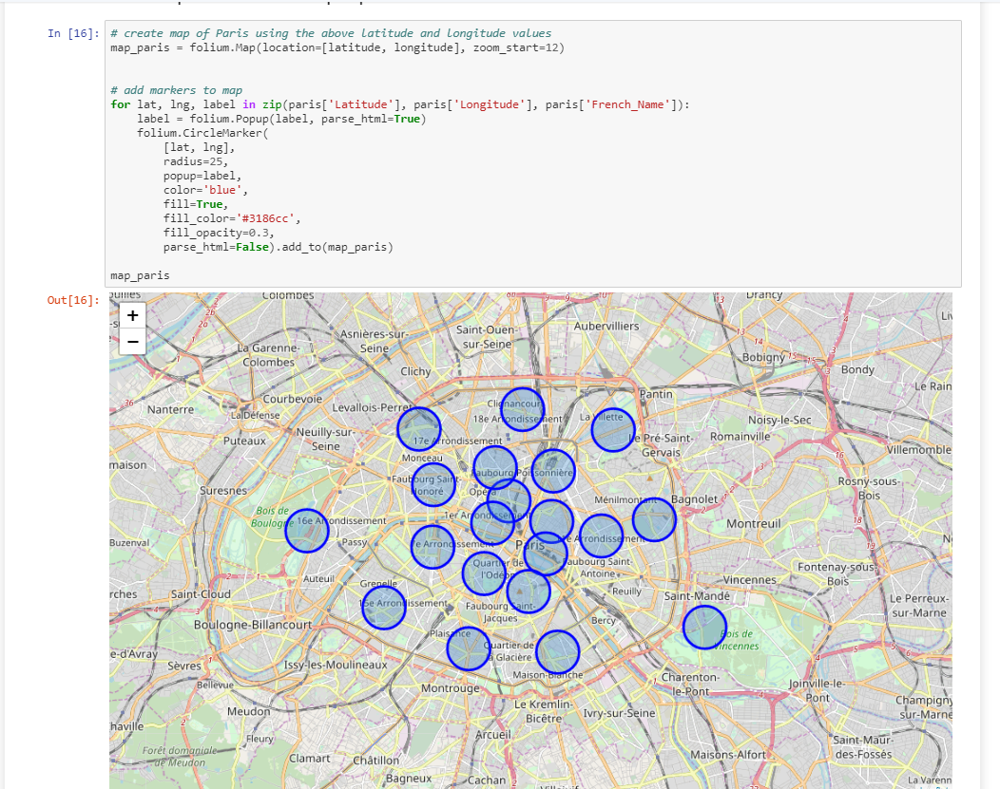 In [16]:
# create map of Paris using the above latitude and longitude values
map_paris = folium.Map(location=[latitude, longitude], zoom_start=12)
# add markers to map
for lat, lng, label in zip(paris['Latitude'], paris['Longitude'], paris['French_Name']):
    label = folium.Popup(label, parse_html=True)
    folium.CircleMarker(
        [lat, lng],
        radius=25,
        popup=label,
        color='blue',
        fill=True,
        fill_color='#3186cc',
        fill_opacity=0.3,
        parse_html=False).add_to(map_paris)
map_paris
Out[16]:
+
−
Colombes
Drancy
Asnières-sur-
Seine
Saint-Ouen-
sur-Seine
Aubervilliers
La Garenne-
Colombes
Bobigny
Bondy
Clichy
Le Rain
Pantin
Courbevoie
Levallois-Perret
Nanterre
La Défense
Clignancourt
18e Arrondissement
La Villette
Noisy-le-Sec
Puteaux
Neuilly-sur-
Seine
17e Arrondissement
Monceau
Le Pré-Saint-
Gervais
Romainville
Villemomble
maison
Faubourg Saint-
Honoré
Faubourg Poissonnière
Opéra
Rosny-sous-
Bois
Suresnes
Ménilmontant
Bagnolet
Bois de
Boulogne
16e Arrondissement
1er Arrondissement
Montreuil
Buzenval
Passy
7e Arrondissement
Paris
e Arrondissement
Quartier de
l'Odéon
Faubourg Saint-
Antoine
Fontenay-sous-
Bois
Auteuil
Grenelle
Vincennes
rches
Saint-Cloud
15e Arrondissement
Reuilly
Saint-Mandé
Le Perreux-
sur-Marne
Faubourg Saint-
Jacques
Boulogne-Billancourt
Bercy
Plaisance
Bois de
Vincennes
Quartier de
la Glacière
e-d'Avray
Sèvres
Issy-les-Moulineaux
Maison-Blanche
Charenton-
le-Pont
Bellevue
Montrouge
Joinville-le-
Pont
Champigny
sur-Marne
Meudon
Le Kremlin-
Bicêtre
Ivry-sur-Seine
haville
Fleury
Arcueil
Saint-Maur-
des-Fossés
Forêt domaniale
de Meudon
Clamart
Châtillon
Maisons-Alfort
Bagneux
Cachan
La Varenn